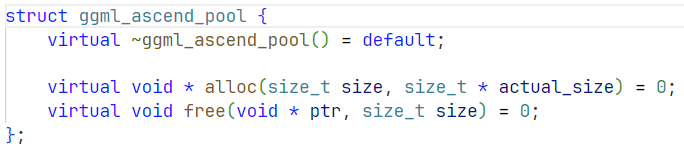 struct ggml_ascend_pool {
    virtual ~ggml_ascend_pool() = default;

    virtual void * alloc(size_t size, size_t * actual_size) = 0;
    virtual void free(void * ptr, size_t size) = 0;
};